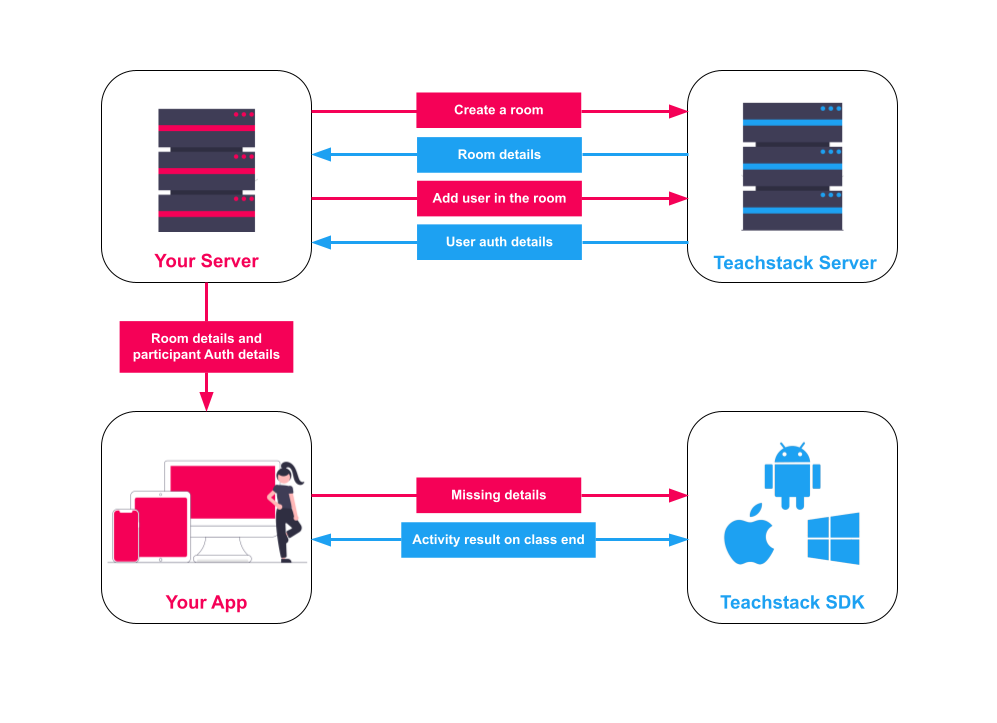 Create a room
Room details
Add user in the room
User auth details
Your Server
Teachstack Server
Room details and
participant Auth details
Missing details
Activity result on class end
Your App
Teachstack SDK